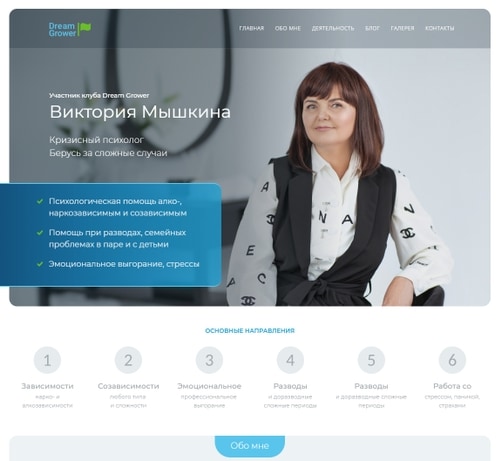 Dream
Grower
ГЛАВНАЯ ОБО МНЕ ДЕЯТЕЛЬНОСТЬ БЛОГ ГАЛЕРЕЯ КОНТАКТЫ
Участник клуба Dream Grower
Виктория Мышкина
Кризисный психолог
Берусь за сложные случаи
Психологическая помощь алко-,
наркозависимым и созависимым
Помощь при разводах, семейных
проблемах в паре и с детьми
Эмоциональное выгорание, стрессы
ОСНОВНЫЕ НАПРАВЛЕНИЯ
1 2 3 4 5 6
Зависимости Созависимости Эмоциональное Разводы Разводы Работа со
нарко- и любого типа профессиональное и доразводные и доразводные сложные стрессом, паникой,
алкозависимости и сложности выгорание сложные периоды периоды страхами
Обо мне